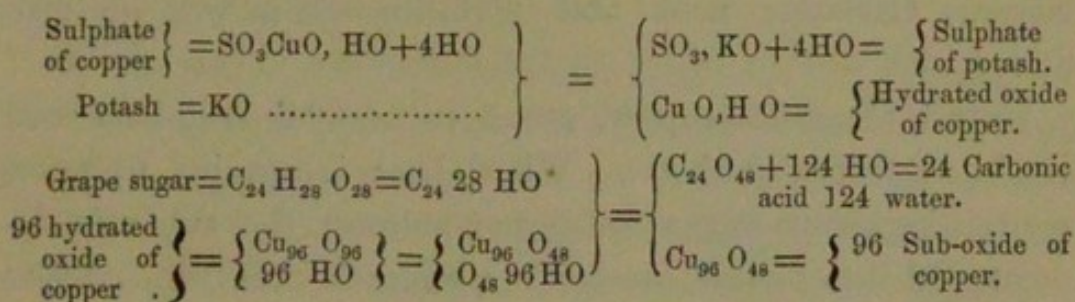 Sulphate of copper } =SO₃CuO, HO+4HO } = { SO₃, KO+4HO= { Sulphate of potash.
Potash =KO ..................... Cu O,H O= { Hydrated oxide of copper.
Grape sugar=C₂₄ H₂₈ O₂₈=C₂₄ 28 HO } = { C₂₄ O₄₈+124 HO=24 Carbonic acid 124 water.
96 hydrated oxide of copper . } = { Cu₉₆ O₉₆ 96 HO } = { Cu₉₆ O₄₈ O₄₈ 96 HO Cu₉₆ O₄₈= { 96 Sub-oxide of copper.